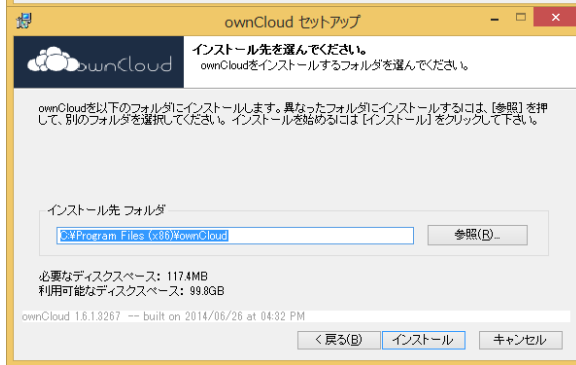 ownCloud セットアップ
ownCloud
インストール先を選んでください。
ownCloudをインストールするフォルダを選んでください。
ownCloudを以下のフォルダにインストールします。異なったフォルダにインストールするには、[参照] を押
して、別のフォルダを選択してください。インストールを始めるには [インストール] をクリックして下さい。
インストール先 フォルダ
C:¥Program Files (x86)¥ownCloud
参照(R)...
必要なディスクスペース: 117.4MB
利用可能なディスクスペース: 99.8GB
ownCloud 1.6.1.3267 -- built on 2014/06/26 at 04:32 PM
< 戻る(B)
インストール
キャンセル